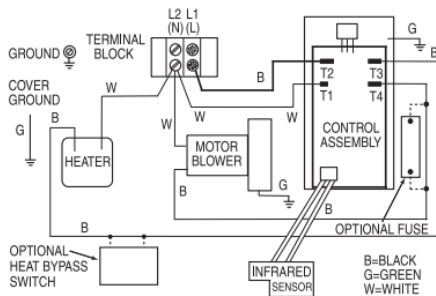 L2 L1
(N) (L)
GROUND
TERMINAL
BLOCK
G
COVER
GROUND
W
B
T2 T3
B
T1 T4
G
B
W
W
HEATER
MOTOR
BLOWER
CONTROL
ASSEMBLY
B
G
B
OPTIONAL FUSE
B
B
OPTIONAL
HEAT BYPASS
SWITCH
INFRARED
SENSOR
B=BLACK
G=GREEN
W=WHITE